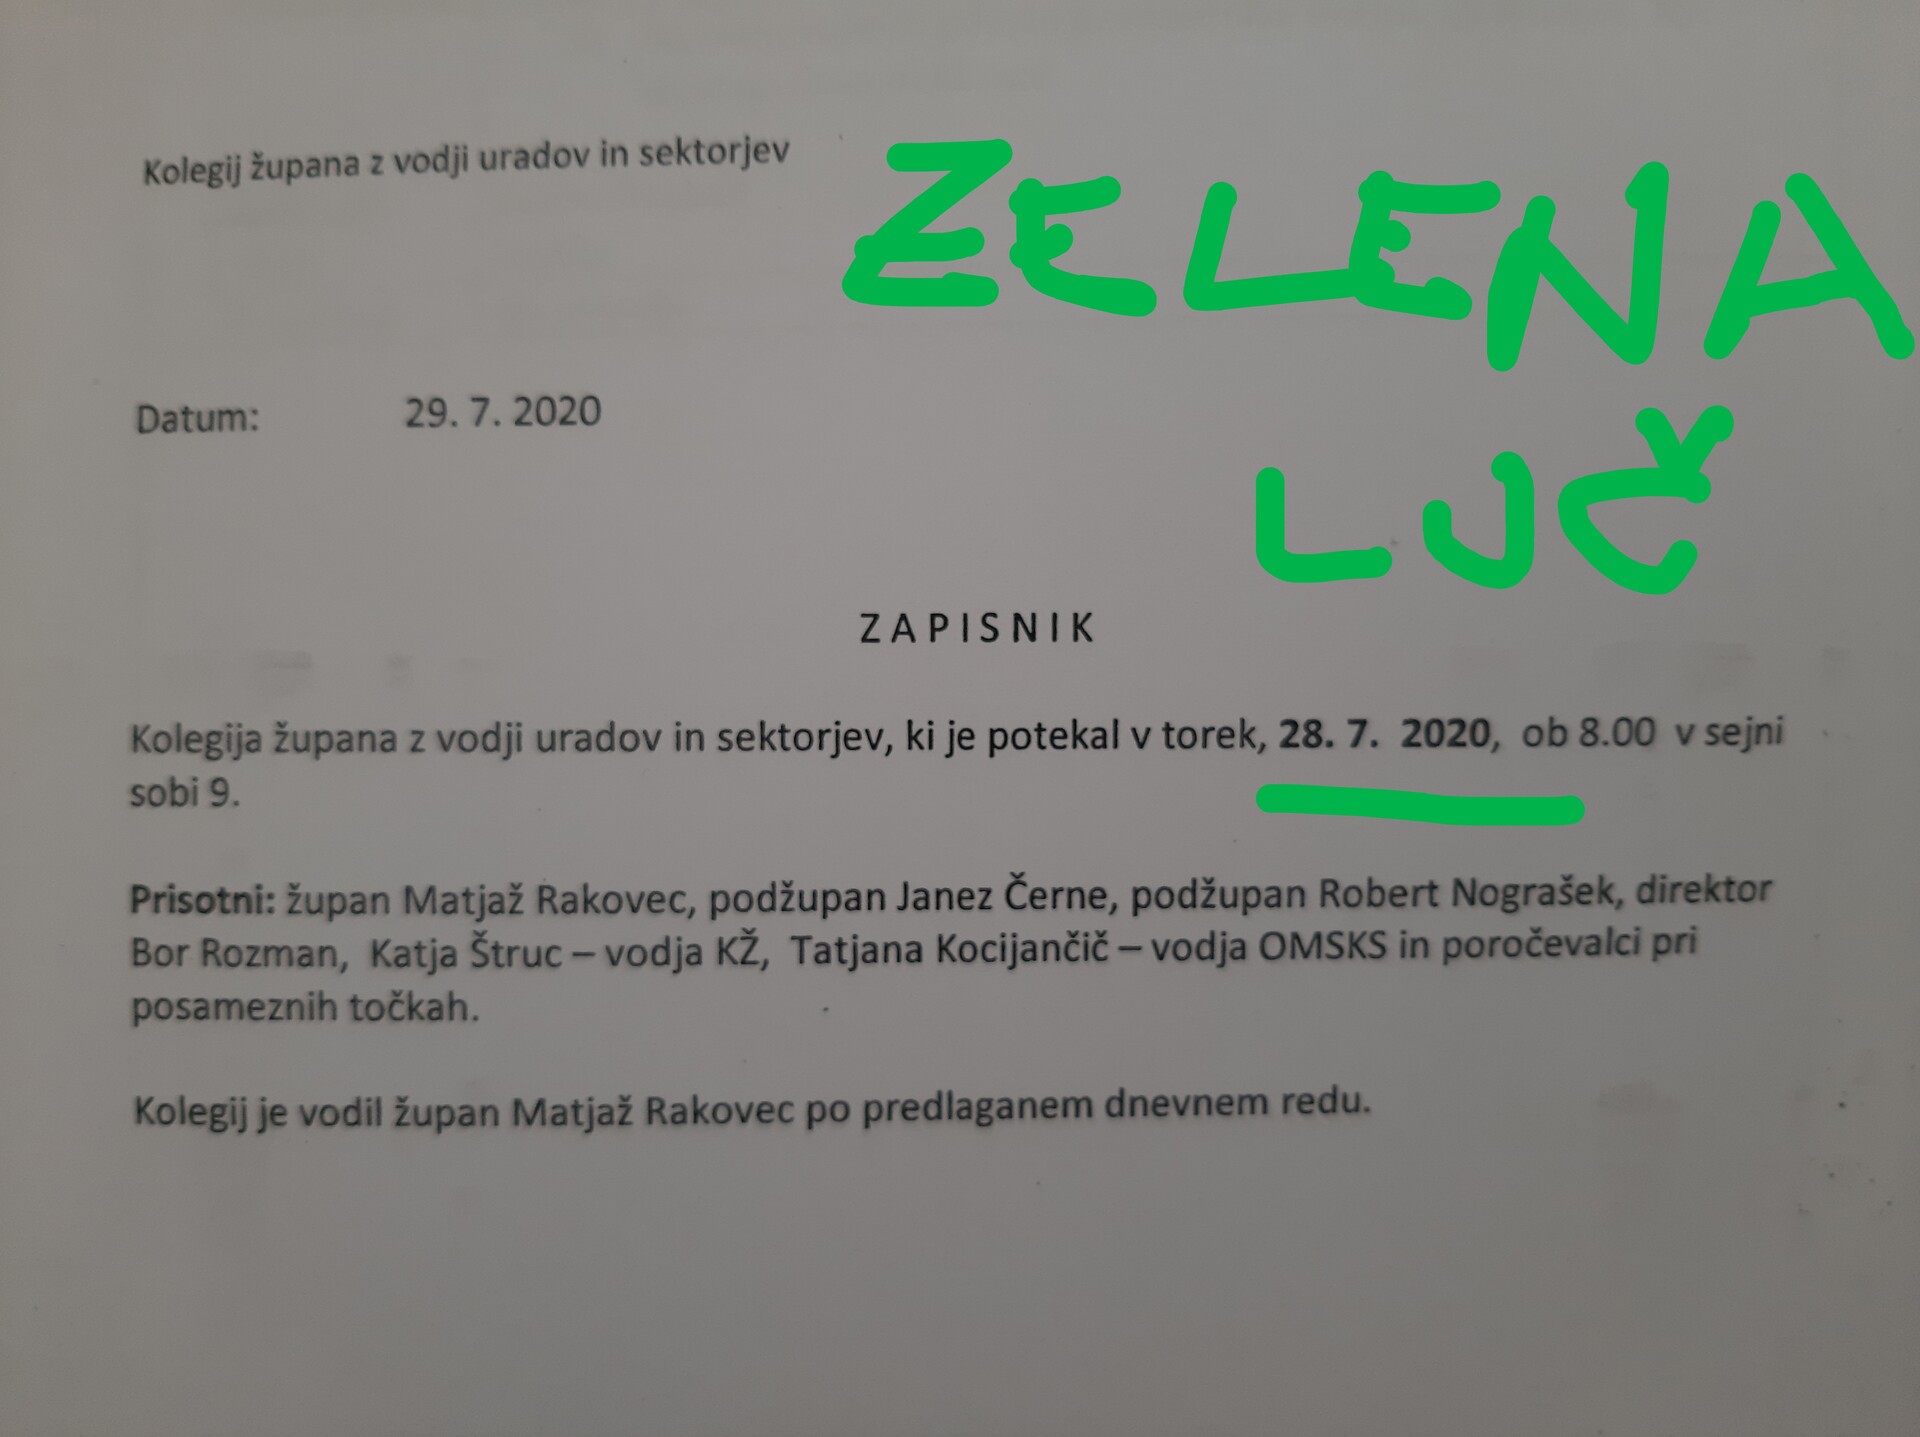 Kolegij župana z vodji uradov in sektorjev
ZELENA
Datum: 29. 7. 2020
LUČ
ZAPISNIK
Kolegija župana z vodji uradov in sektorjev, ki je potekal v torek, 28. 7. 2020, ob 8.00 v sejni
sobi 9.
Prisotni: župan Matjaž Rakovec, podžupan Janez Černe, podžupan Robert Nograšek, direktor
Bor Rozman, Katja Štruc – vodja KŽ, Tatjana Kocijančič – vodja OMSKS in poročevalci pri
posameznih točkah.
Kolegij je vodil župan Matjaž Rakovec po predlaganem dnevnem redu.